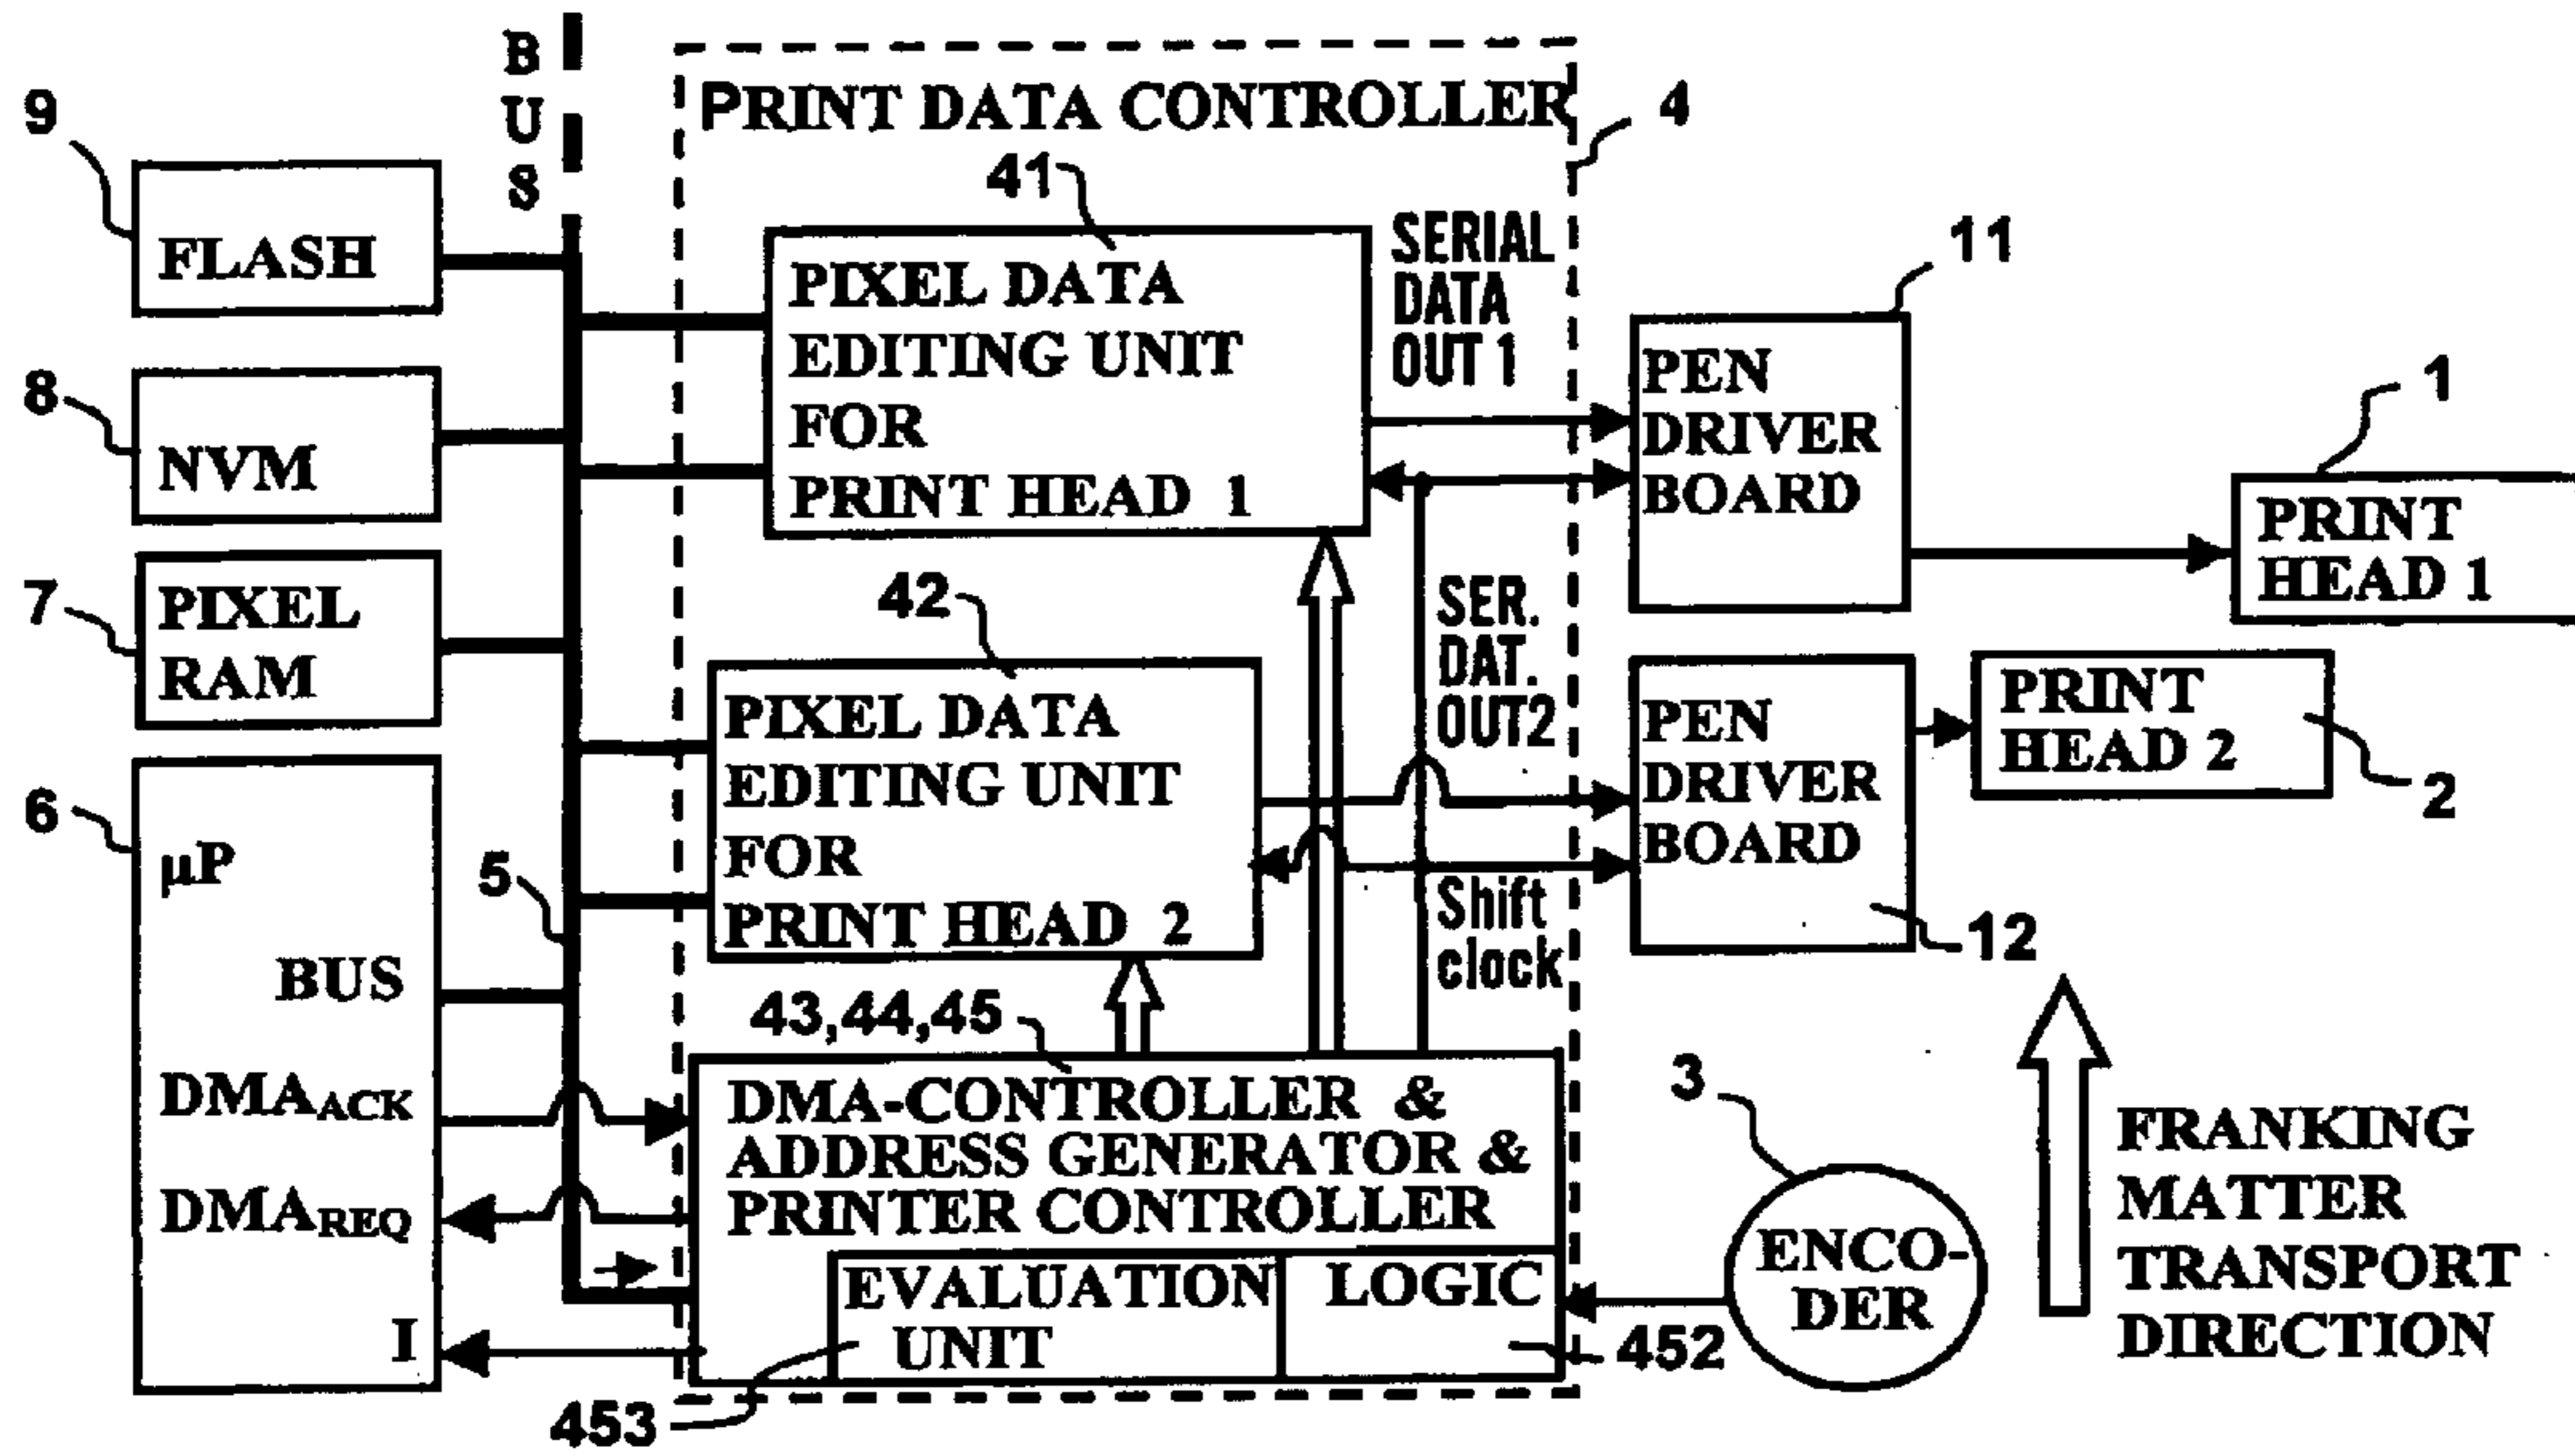 B
U
S
9
FLASH
8
NVM
7
PIXEL
RAM
6
µP
BUS
DMAACK
DMAREQ
I
5
PRINT DATA CONTROLLER
4
41
PIXEL DATA
EDITING UNIT
FOR
PRINT HEAD 1
SERIAL
DATA
OUT 1
42
PIXEL DATA
EDITING UNIT
FOR
PRINT HEAD 2
SER.
DAT.
OUT2
Shift
clock
43,44,45
DMA-CONTROLLER &
ADDRESS GENERATOR &
PRINTER CONTROLLER
EVALUATION
UNIT
LOGIC
453
452
11
PEN
DRIVER
BOARD
1
PRINT
HEAD 1
PEN
DRIVER
BOARD
12
PRINT
HEAD 2
2
3
ENCO-
DER
FRANKING
MATTER
TRANSPORT
DIRECTION